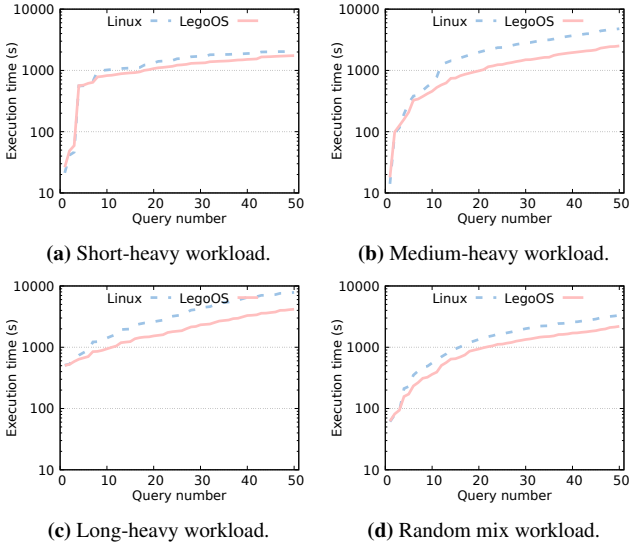 10000
Linux LegoOS
1000
100
10
Execution time (s)
0 10 20 30 40 50
Query number
(a) Short-heavy workload.
10000
Linux LegoOS
1000
100
10
Execution time (s)
0 10 20 30 40 50
Query number
(b) Medium-heavy workload.
10000
Linux LegoOS
1000
100
10
Execution time (s)
0 10 20 30 40 50
Query number
(c) Long-heavy workload.
10000
Linux LegoOS
1000
100
10
Execution time (s)
0 10 20 30 40 50
Query number
(d) Random mix workload.